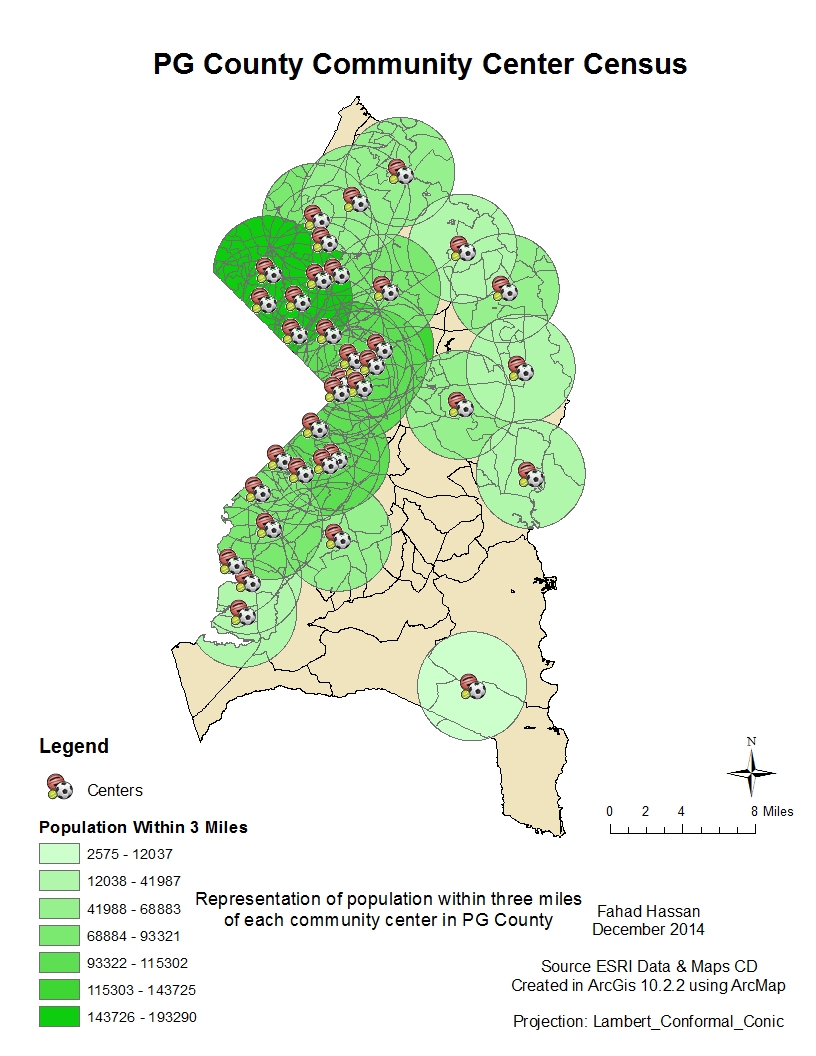 PG County Community Center Census
Legend
Centers
Population Within 3 Miles
2575 - 12037
12038 - 41987
41988 - 68883
68884 - 93321
93322 - 115302
115303 - 143725
143726 - 193290
Representation of population within three miles
of each community center in PG County
N
0 2 4 8 Miles
Fahad Hassan
December 2014
Source ESRI Data & Maps CD
Created in ArcGis 10.2.2 using ArcMap
Projection: Lambert_Conformal_Conic